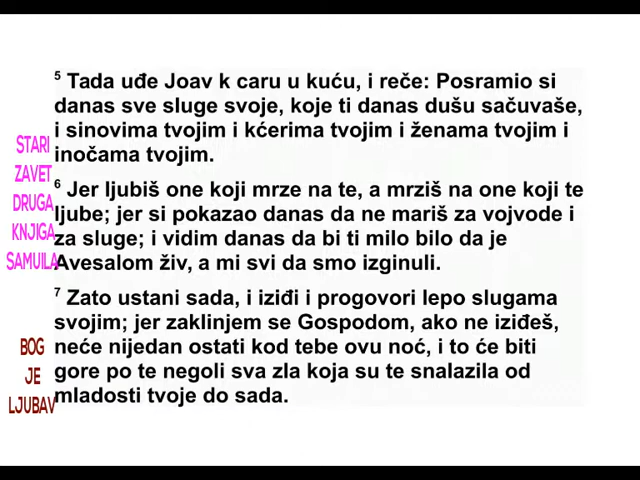 ⁵ Tada uđe Joav k caru u kuću, i reče: Posramio si
danas sve sluge svoje, koje ti danas dušu sačuvaše,
i sinovima tvojim i kćerima tvojim i ženama tvojim i
inočama tvojim.
⁶ Jer ljubiš one koji mrze na te, a mrziš na one koji te
ljube; jer si pokazao danas da ne mariš za vojvode i
za sluge; i vidim danas da bi ti milo bilo da je
Avesalom živ, a mi svi da smo izginuli.
⁷ Zato ustani sada, i iziđi i progovori lepo slugama
svojim; jer zaklinjem se Gospodom, ako ne iziđeš,
neće nijedan ostati kod tebe ovu noć, i to će biti
gore po te negoli sva zla koja su te snalazila od
mladosti tvoje do sada.
STARI
ZAVET
DRUGA
KNJIGA
SAMUILA
BOG
JE
LJUBAV